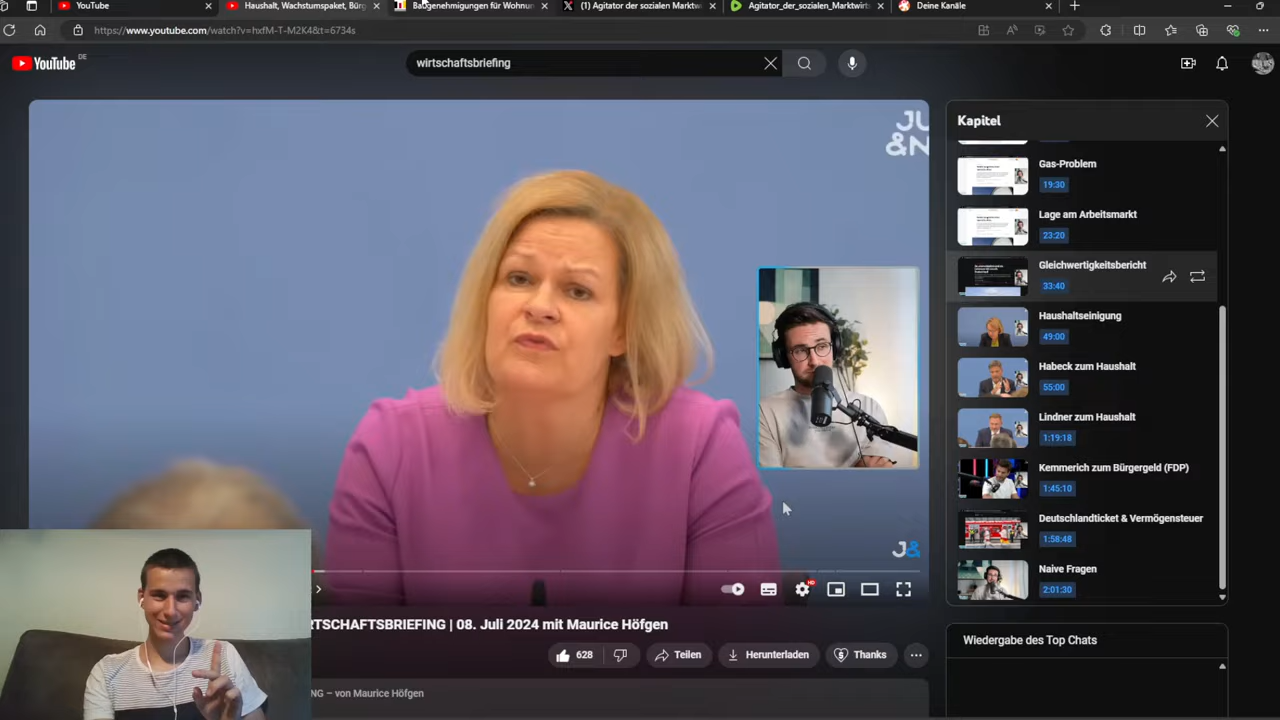 YouTube
Haushalt, Wachstumspaket, Bürg
Baugenehmigungen für Wohnun
(1) Agitator der sozialen Marktw
Agitator_der_sozialen_Marktwirts
Deine Kanäle
https://www.youtube.com/watch?v=hxfM-T-M2K4&t=6734s
YouTube DE
wirtschaftsbriefing
JU
&N
J&
Kapitel
Gas-Problem
19:30
Lage am Arbeitsmarkt
23:20
Gleichwertigkeitsbericht
33:40
Haushaltseinigung
49:00
Habeck zum Haushalt
55:00
Lindner zum Haushalt
1:19:18
Kemmerich zum Bürgergeld (FDP)
1:45:10
Deutschlandticket & Vermögensteuer
1:58:48
Naive Fragen
2:01:30
HD
RTSCHAFTSBRIEFING | 08. Juli 2024 mit Maurice Höfgen
628
Teilen
Herunterladen
Thanks
NG – von Maurice Höfgen
Wiedergabe des Top Chats